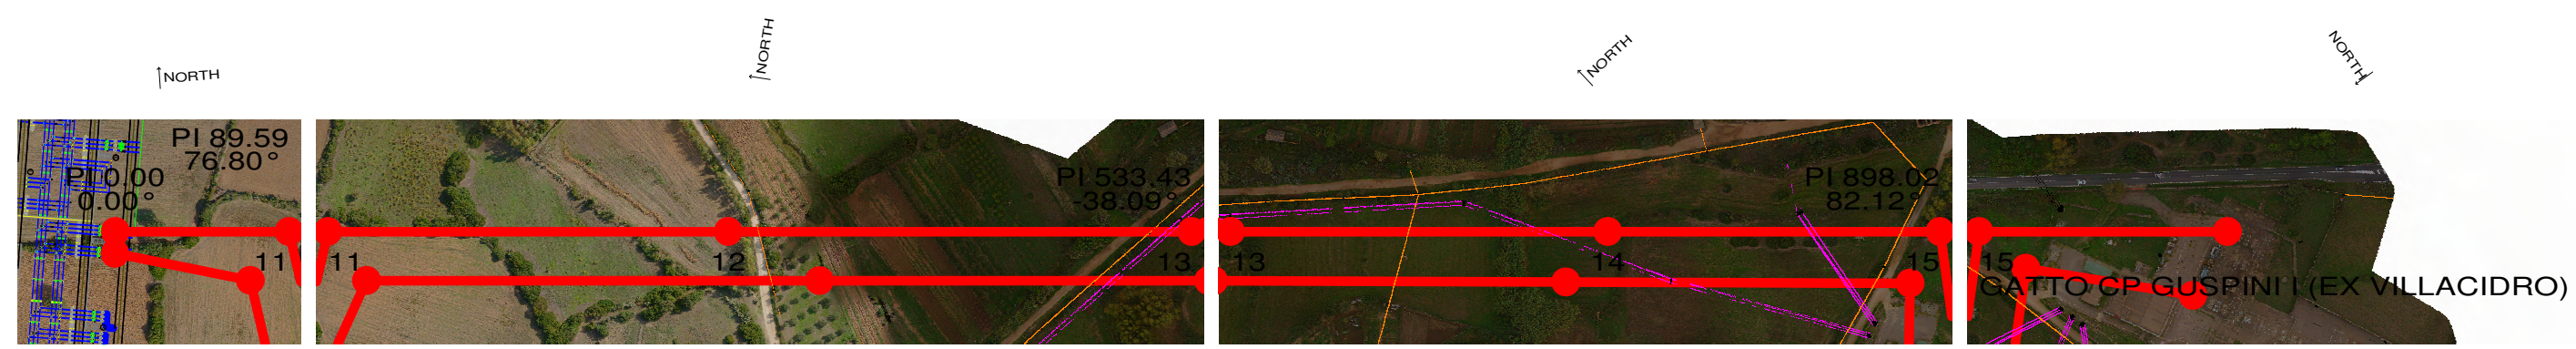 NORTH
NORTH
NORTH
NORTH
PI 89.59
76.80°
PI 0.00
0.00°
11
11
12
PI 533.43
-38.09°
13
13
14
PI 898.02
82.12°
15
15
GATTO CP GUSPINI I (EX VILLACIDRO)